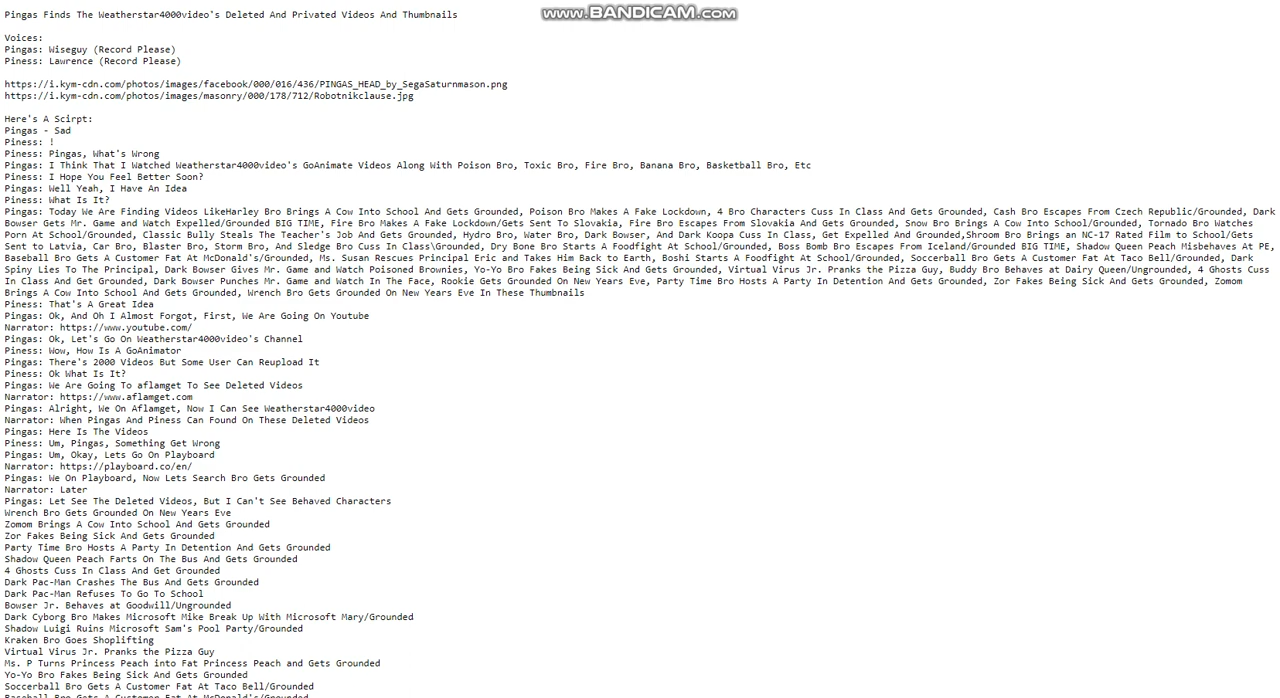 Pingas Finds The Weatherstar4000video's Deleted And Privated Videos And Thumbnails
www.BANDICAM.com
Voices:
Pingas: Wiseguy (Record Please)
Piness: Lawrence (Record Please)
https://i.kym-cdn.com/photos/images/facebook/000/016/436/PINGAS_HEAD_by_SegaSaturnmason.png
https://i.kym-cdn.com/photos/images/masonry/000/178/712/Robotnikclause.jpg
Here's A Scirpt:
Pingas - Sad
Piness: !
Piness: Pingas, What's Wrong
Pingas: I Think That I Watched Weatherstar4000video's GoAnimate Videos Along With Poison Bro, Toxic Bro, Fire Bro, Banana Bro, Basketball Bro, Etc
Piness: I Hope You Feel Better Soon?
Pingas: Well Yeah, I Have An Idea
Piness: What Is It?
Pingas: Today We Are Finding Videos LikeHarley Bro Brings A Cow Into School And Gets Grounded, Poison Bro Makes A Fake Lockdown, 4 Bro Characters Cuss In Class And Gets Grounded, Cash Bro Escapes From Czech Republic/Grounded, Dark
Bowser Gets Mr. Game and Watch Expelled/Grounded BIG TIME, Fire Bro Makes A Fake Lockdown/Gets Sent To Slovakia, Fire Bro Escapes From Slovakia And Gets Grounded, Snow Bro Brings A Cow Into School/Grounded, Tornado Bro Watches
Porn At School/Grounded, Classic Bully Steals The Teacher's Job And Gets Grounded, Hydro Bro, Water Bro, Dark Bowser, And Dark Koopa Cuss In Class, Get Expelled And Grounded,Shroom Bro Brings an NC-17 Rated Film to School/Gets
Sent to Latvia, Car Bro, Blaster Bro, Storm Bro, And Sledge Bro Cuss In Class\Grounded, Dry Bone Bro Starts A Foodfight At School/Grounded, Boss Bomb Bro Escapes From Iceland/Grounded BIG TIME, Shadow Queen Peach Misbehaves At PE,
Baseball Bro Gets A Customer Fat At McDonald's/Grounded, Ms. Susan Rescues Principal Eric and Takes Him Back to Earth, Boshi Starts A Foodfight At School/Grounded, Soccerball Bro Gets A Customer Fat At Taco Bell/Grounded, Dark
Spiny Lies To The Principal, Dark Bowser Gives Mr. Game and Watch Poisoned Brownies, Yo-Yo Bro Fakes Being Sick And Gets Grounded, Virtual Virus Jr. Pranks the Pizza Guy, Buddy Bro Behaves at Dairy Queen/Ungrounded, 4 Ghosts Cuss
In Class And Get Grounded, Dark Bowser Punches Mr. Game and Watch In The Face, Rookie Gets Grounded On New Years Eve, Party Time Bro Hosts A Party In Detention And Gets Grounded, Zor Fakes Being Sick And Gets Grounded, Zomom
Brings A Cow Into School And Gets Grounded, Wrench Bro Gets Grounded On New Years Eve In These Thumbnails
Piness: That's A Great Idea
Pingas: Ok, And Oh I Almost Forgot, First, We Are Going On Youtube
Narrator: https://www.youtube.com/
Pingas: Ok, Let's Go On Weatherstar4000video's Channel
Piness: Wow, How Is A GoAnimator
Pingas: There's 2000 Videos But Some User Can Reupload It
Piness: Ok What Is It?
Pingas: We Are Going To aflamget To See Deleted Videos
Narrator: https://www.aflamget.com
Pingas: Alright, We On Aflamget, Now I Can See Weatherstar4000video
Narrator: When Pingas And Piness Can Found On These Deleted Videos
Pingas: Here Is The Videos
Piness: Um, Pingas, Something Get Wrong
Pingas: Um, Okay, Lets Go On Playboard
Narrator: https://playboard.co/en/
Pingas: We On Playboard, Now Lets Search Bro Gets Grounded
Narrator: Later
Pingas: Let See The Deleted Videos, But I Can't See Behaved Characters
Wrench Bro Gets Grounded On New Years Eve
Zomom Brings A Cow Into School And Gets Grounded
Zor Fakes Being Sick And Gets Grounded
Party Time Bro Hosts A Party In Detention And Gets Grounded
Shadow Queen Peach Farts On The Bus And Gets Grounded
4 Ghosts Cuss In Class And Get Grounded
Dark Pac-Man Crashes The Bus And Gets Grounded
Dark Pac-Man Refuses To Go To School
Bowser Jr. Behaves at Goodwill/Ungrounded
Dark Cyborg Bro Makes Microsoft Mike Break Up With Microsoft Mary/Grounded
Shadow Luigi Ruins Microsoft Sam's Pool Party/Grounded
Kraken Bro Goes Shoplifting
Virtual Virus Jr. Pranks the Pizza Guy
Ms. P Turns Princess Peach into Fat Princess Peach and Gets Grounded
Yo-Yo Bro Fakes Being Sick And Gets Grounded
Soccerball Bro Gets A Customer Fat At Taco Bell/Grounded
Baseball Bro Gets A Customer Fat At McDonald's/Grounded